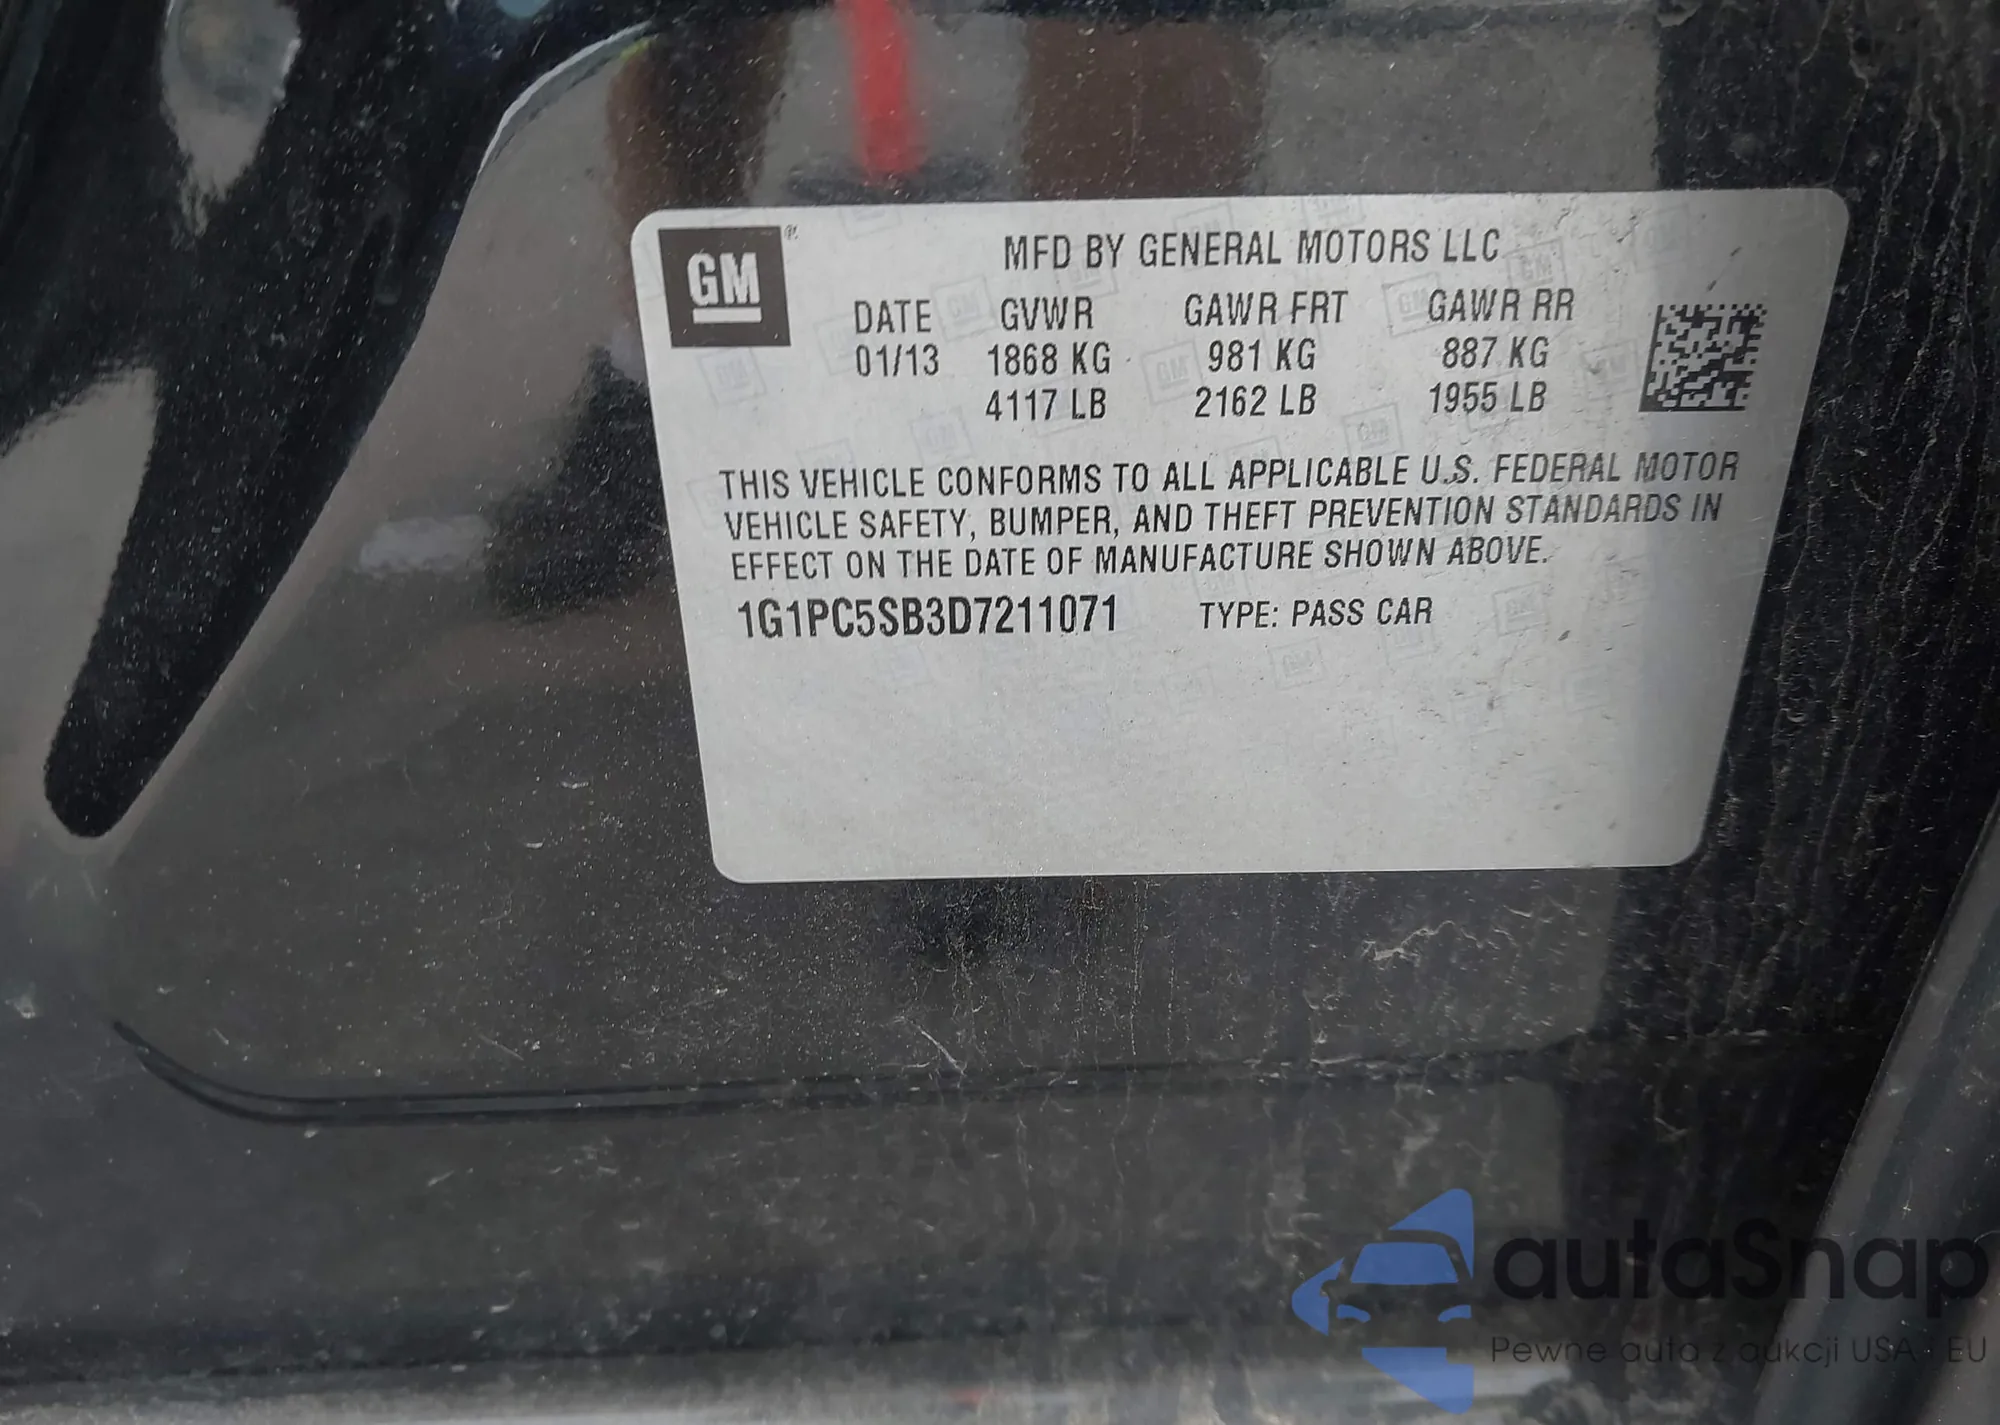 GM®
MFD BY GENERAL MOTORS LLC
DATE GVWR GAWR FRT GAWR RR
01/13 1868 KG 981 KG 887 KG
4117 LB 2162 LB 1955 LB
THIS VEHICLE CONFORMS TO ALL APPLICABLE U.S. FEDERAL MOTOR
VEHICLE SAFETY, BUMPER, AND THEFT PREVENTION STANDARDS IN
EFFECT ON THE DATE OF MANUFACTURE SHOWN ABOVE.
1G1PC5SB3D7211071 TYPE: PASS CAR
autaSnap
Pewne auta z aukcji USA - EU